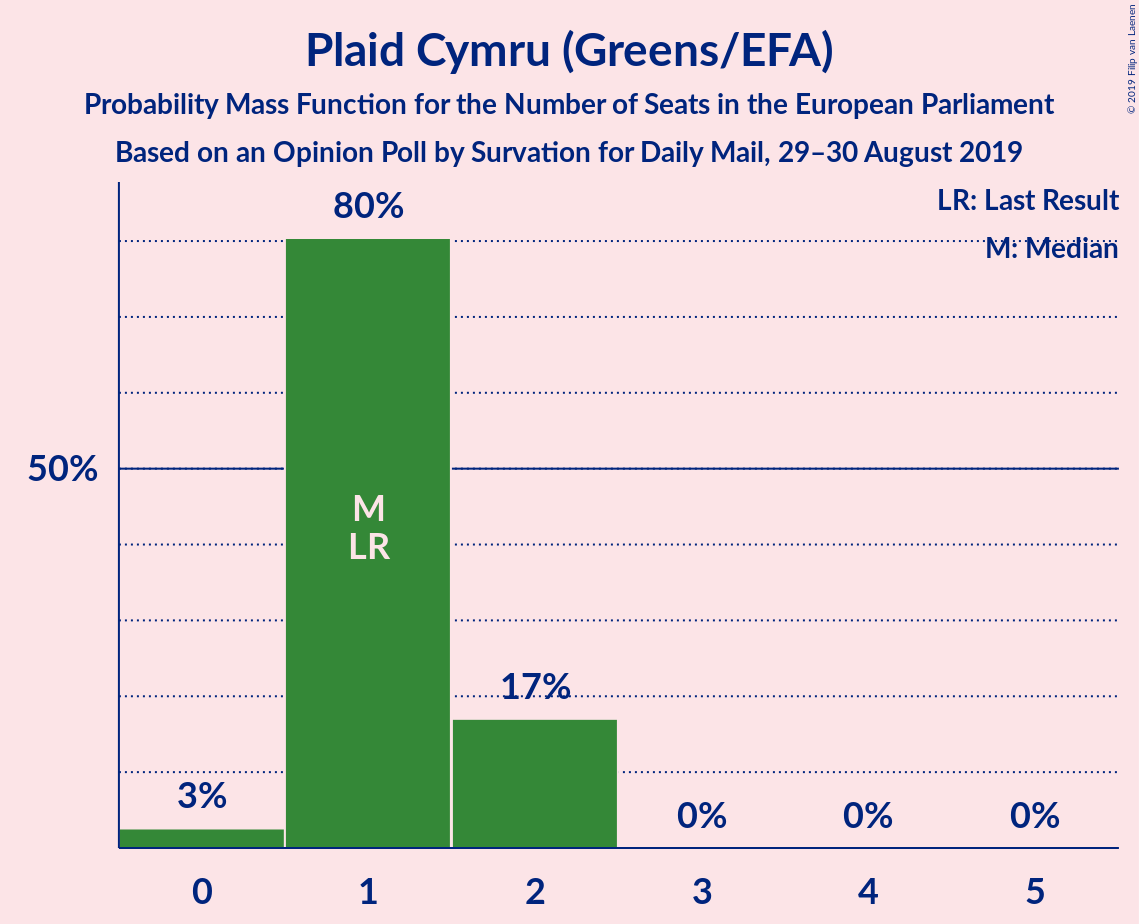 Plaid Cymru (Greens/EFA)
Probability Mass Function for the Number of Seats in the European Parliament
Based on an Opinion Poll by Survation for Daily Mail, 29–30 August 2019
© 2019 Filip van Laenen
LR: Last Result
M: Median
80%
50%
M
LR
17%
3%
0%
0%
0%
0
1
2
3
4
5